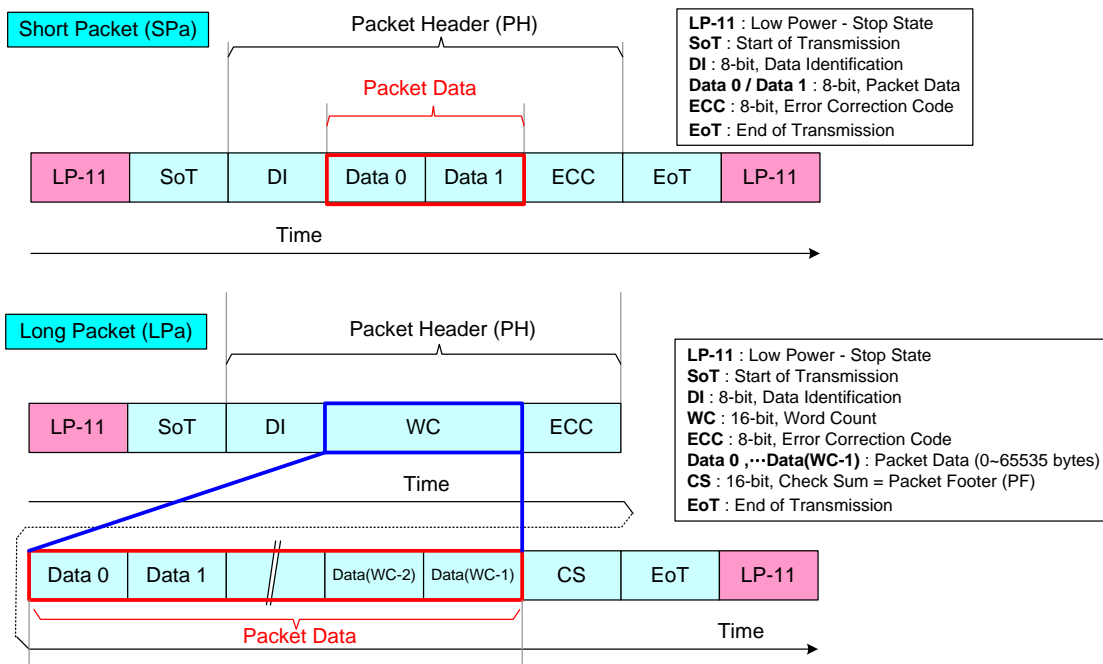 Short Packet (SPa)
Packet Header (PH)
Packet Data
LP-11 SoT DI Data 0 Data 1 ECC EoT LP-11
Time
LP-11 : Low Power - Stop State
SoT : Start of Transmission
DI : 8-bit, Data Identification
Data 0 / Data 1 : 8-bit, Packet Data
ECC : 8-bit, Error Correction Code
EoT : End of Transmission
Long Packet (LPa)
Packet Header (PH)
LP-11 SoT DI WC ECC
Time
Data 0 Data 1 // Data(WC-2) Data(WC-1) CS EoT LP-11
Packet Data
Time
LP-11 : Low Power - Stop State
SoT : Start of Transmission
DI : 8-bit, Data Identification
WC : 16-bit, Word Count
ECC : 8-bit, Error Correction Code
Data 0 ,⋯Data(WC-1) : Packet Data (0~65535 bytes)
CS : 16-bit, Check Sum = Packet Footer (PF)
EoT : End of Transmission